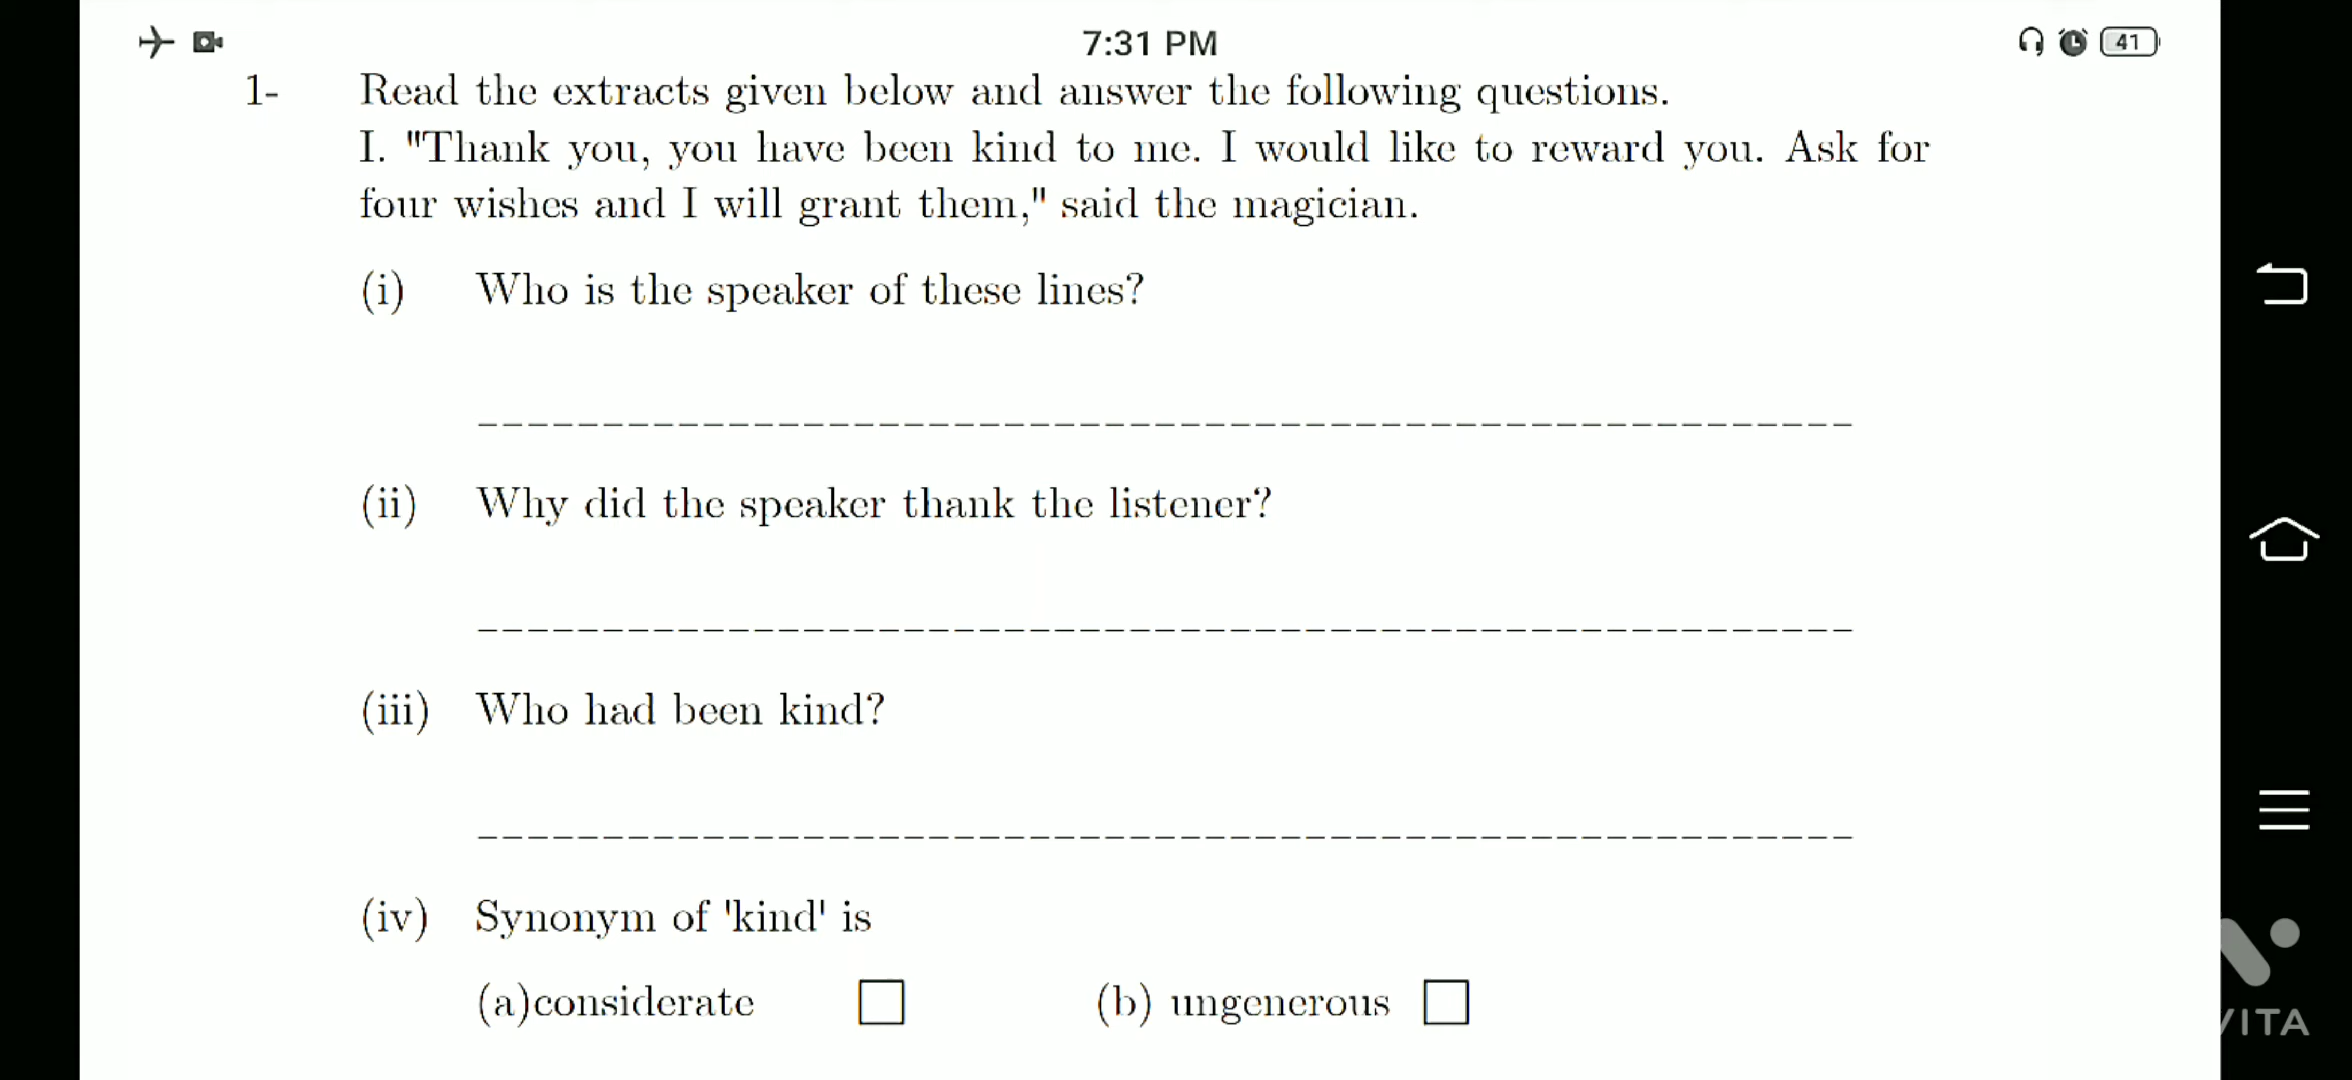 7:31 PM
41
1- Read the extracts given below and answer the following questions.
I. "Thank you, you have been kind to me. I would like to reward you. Ask for
four wishes and I will grant them," said the magician.
(i) Who is the speaker of these lines?
(ii) Why did the speaker thank the listener?
(iii) Who had been kind?
(iv) Synonym of 'kind' is
(a)considerate (b) ungenerous
VITA